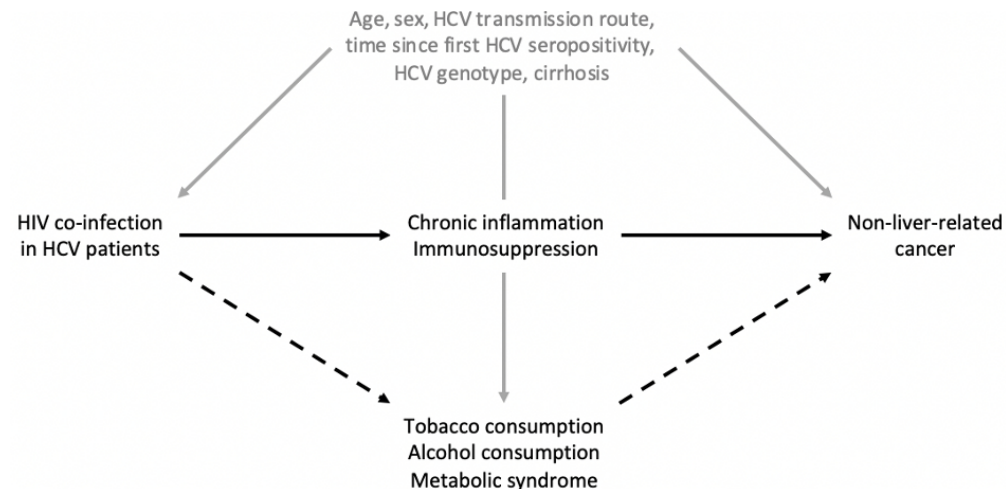 Age, sex, HCV transmission route,
time since first HCV seropositivity,
HCV genotype, cirrhosis
HIV co-infection
in HCV patients
Chronic inflammation
Immunosuppression
Non-liver-related
cancer
Tobacco consumption
Alcohol consumption
Metabolic syndrome